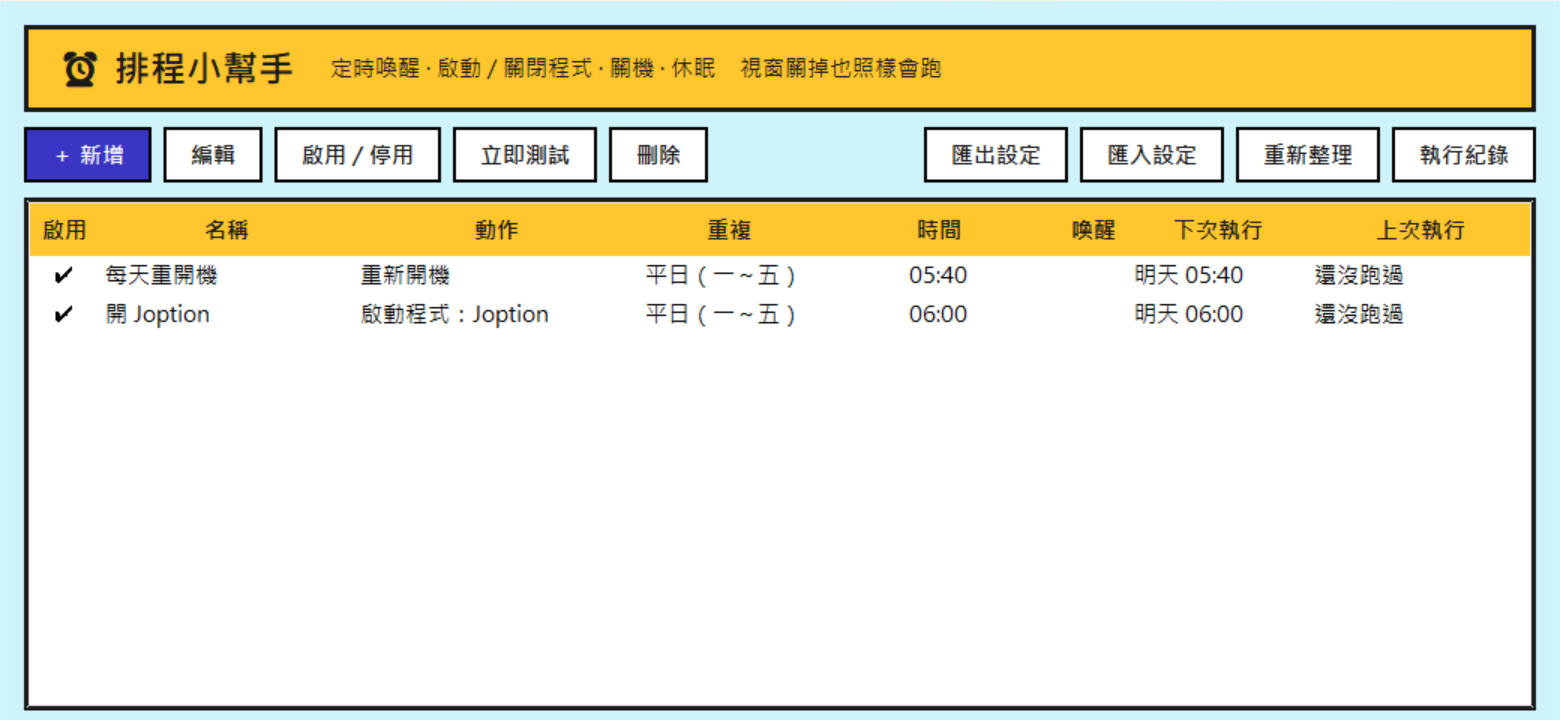 排程小幫手 定時喚醒·啟動 / 關閉程式·關機·休眠 視窗關掉也照樣會跑
+ 新增 編輯 啟用 / 停用 立即測試 刪除 匯出設定 匯入設定 重新整理 執行紀錄
啟用 名稱 動作 重複 時間 喚醒 下次執行 上次執行
✔ 每天重開機 重新開機 平日 ( 一 ~ 五 ) 05:40 明天 05:40 還沒跑過
✔ 開 Joption 啟動程式：Joption 平日 ( 一 ~ 五 ) 06:00 明天 06:00 還沒跑過